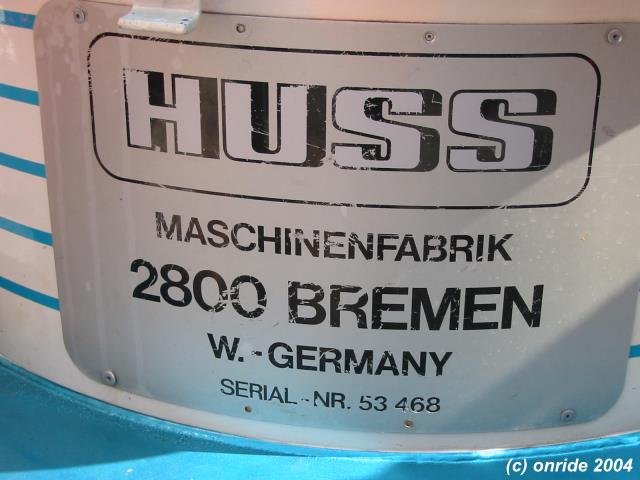 HUSS
MASCHINENFABRIK
2800 BREMEN
W.-GERMANY
SERIAL-NR. 53 468
(c) onride 2004